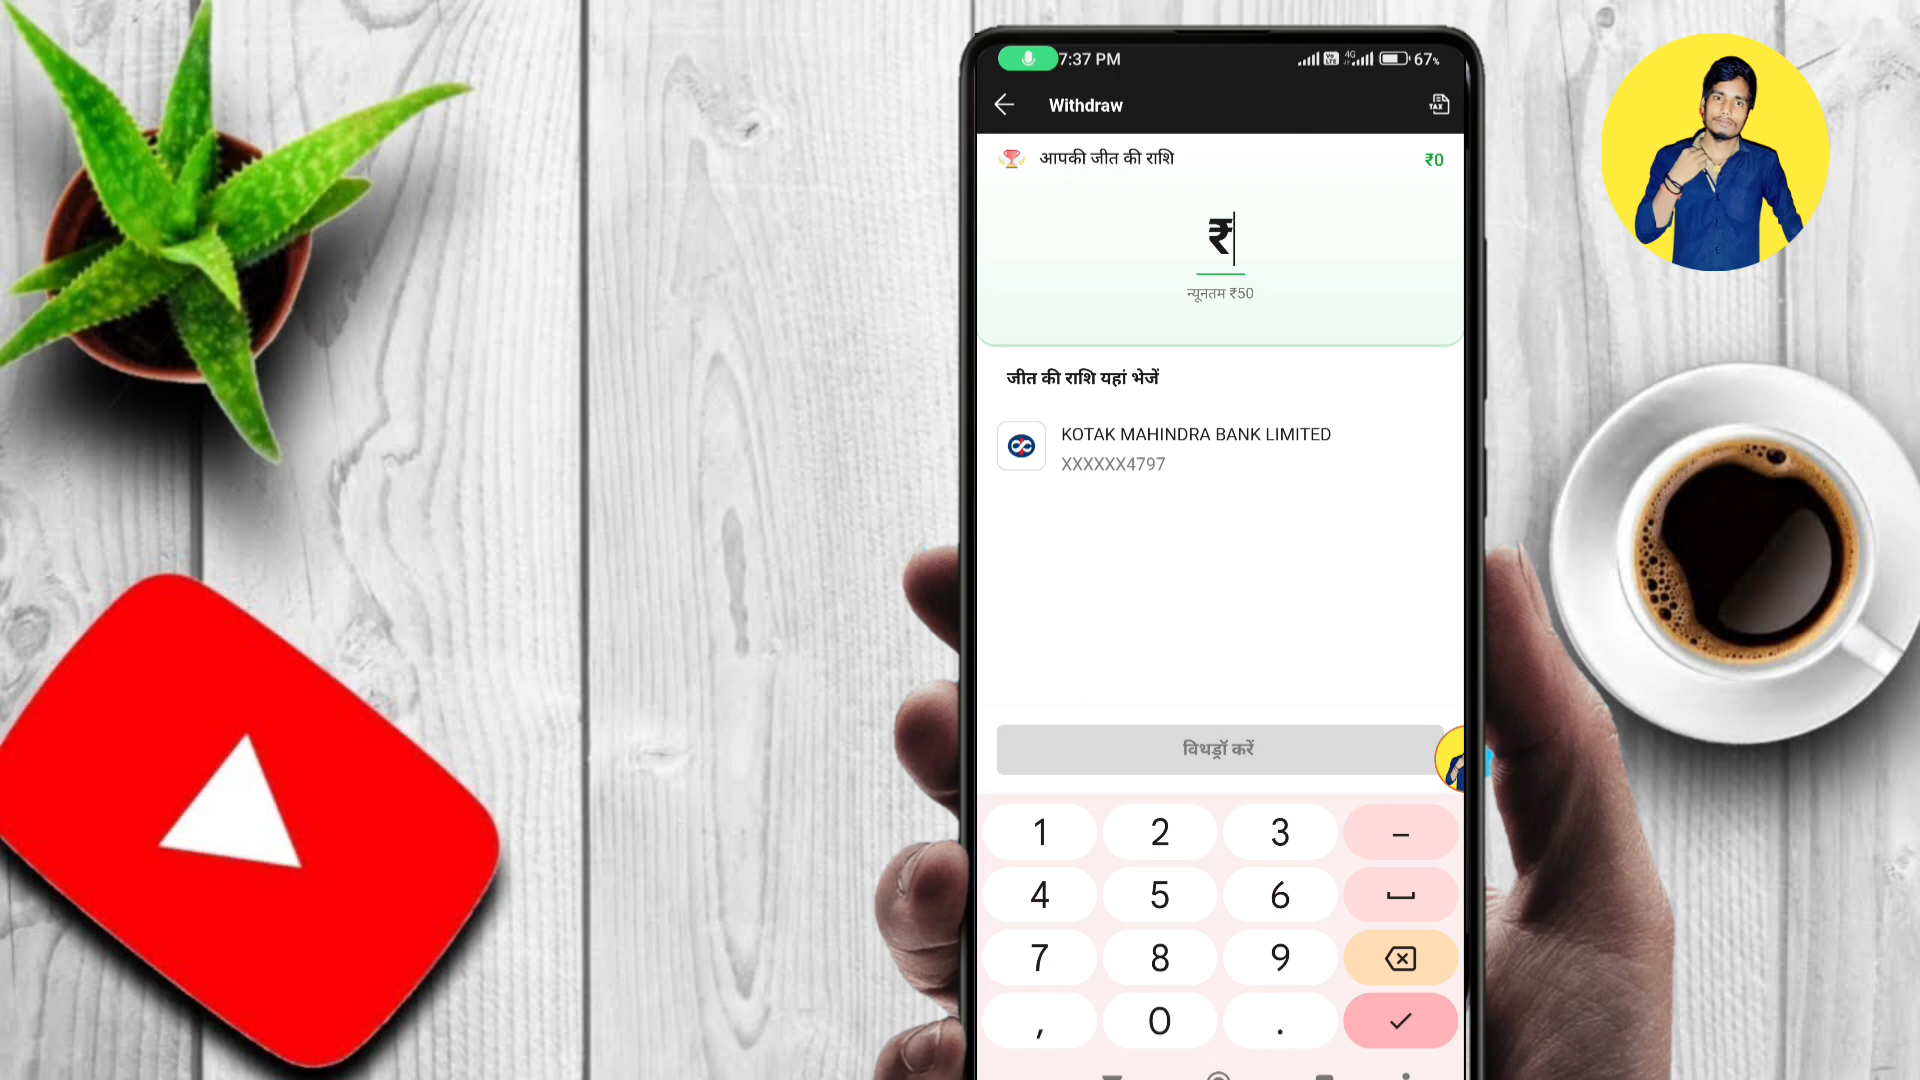 7:37 PM
4G
67%
Withdraw
TAX
आपकी जीत की राशि
₹0
₹
न्यूनतम ₹50
जीत की राशि यहां भेजें
KOTAK MAHINDRA BANK LIMITED
XXXXXX4797
विथड्रॉ करें
1 2 3 –
4 5 6
7 8 9
, 0 .